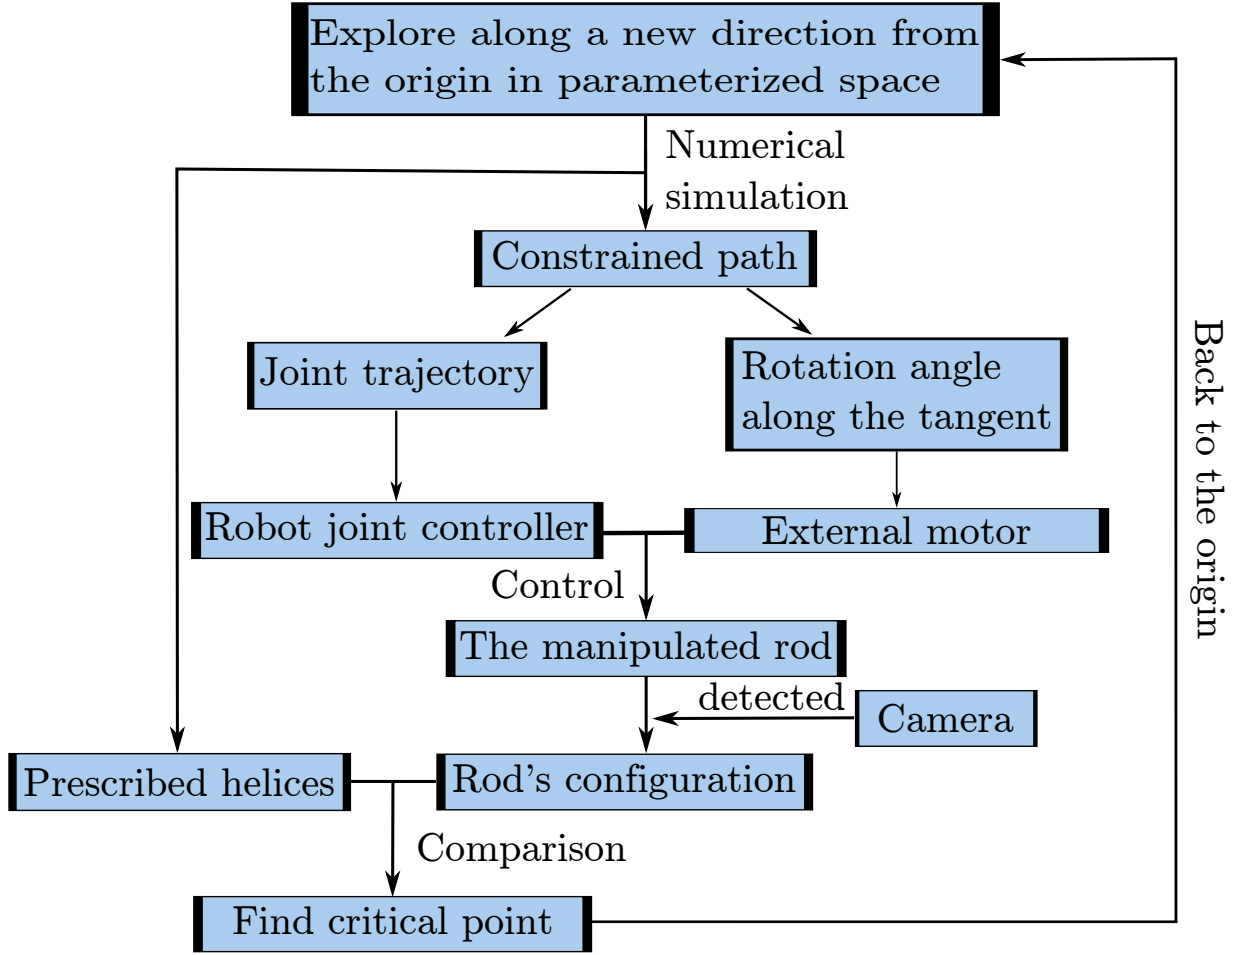 Explore along a new direction from
the origin in parameterized space
Numerical
simulation
Constrained path
Joint trajectory
Rotation angle
along the tangent
Robot joint controller
External motor
Control
The manipulated rod
detected
Camera
Prescribed helices
Rod's configuration
Comparison
Find critical point
Back to the origin